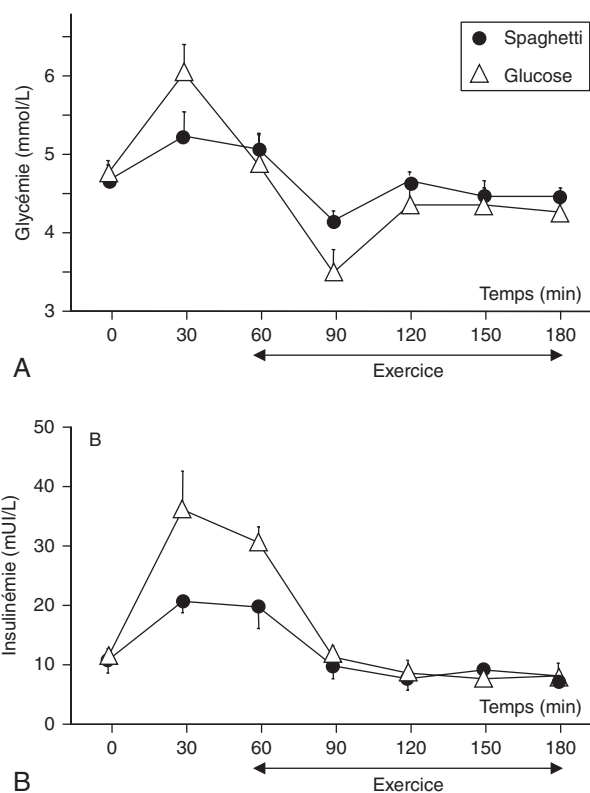 Spaghetti
Glucose
Glycémie (mmol/L)
6
5
4
3
Temps (min)
0 30 60 90 120 150 180
Exercice
A
B
Insulinémie (mUI/L)
50
40
30
20
10
0
Temps (min)
0 30 60 90 120 150 180
Exercice
B